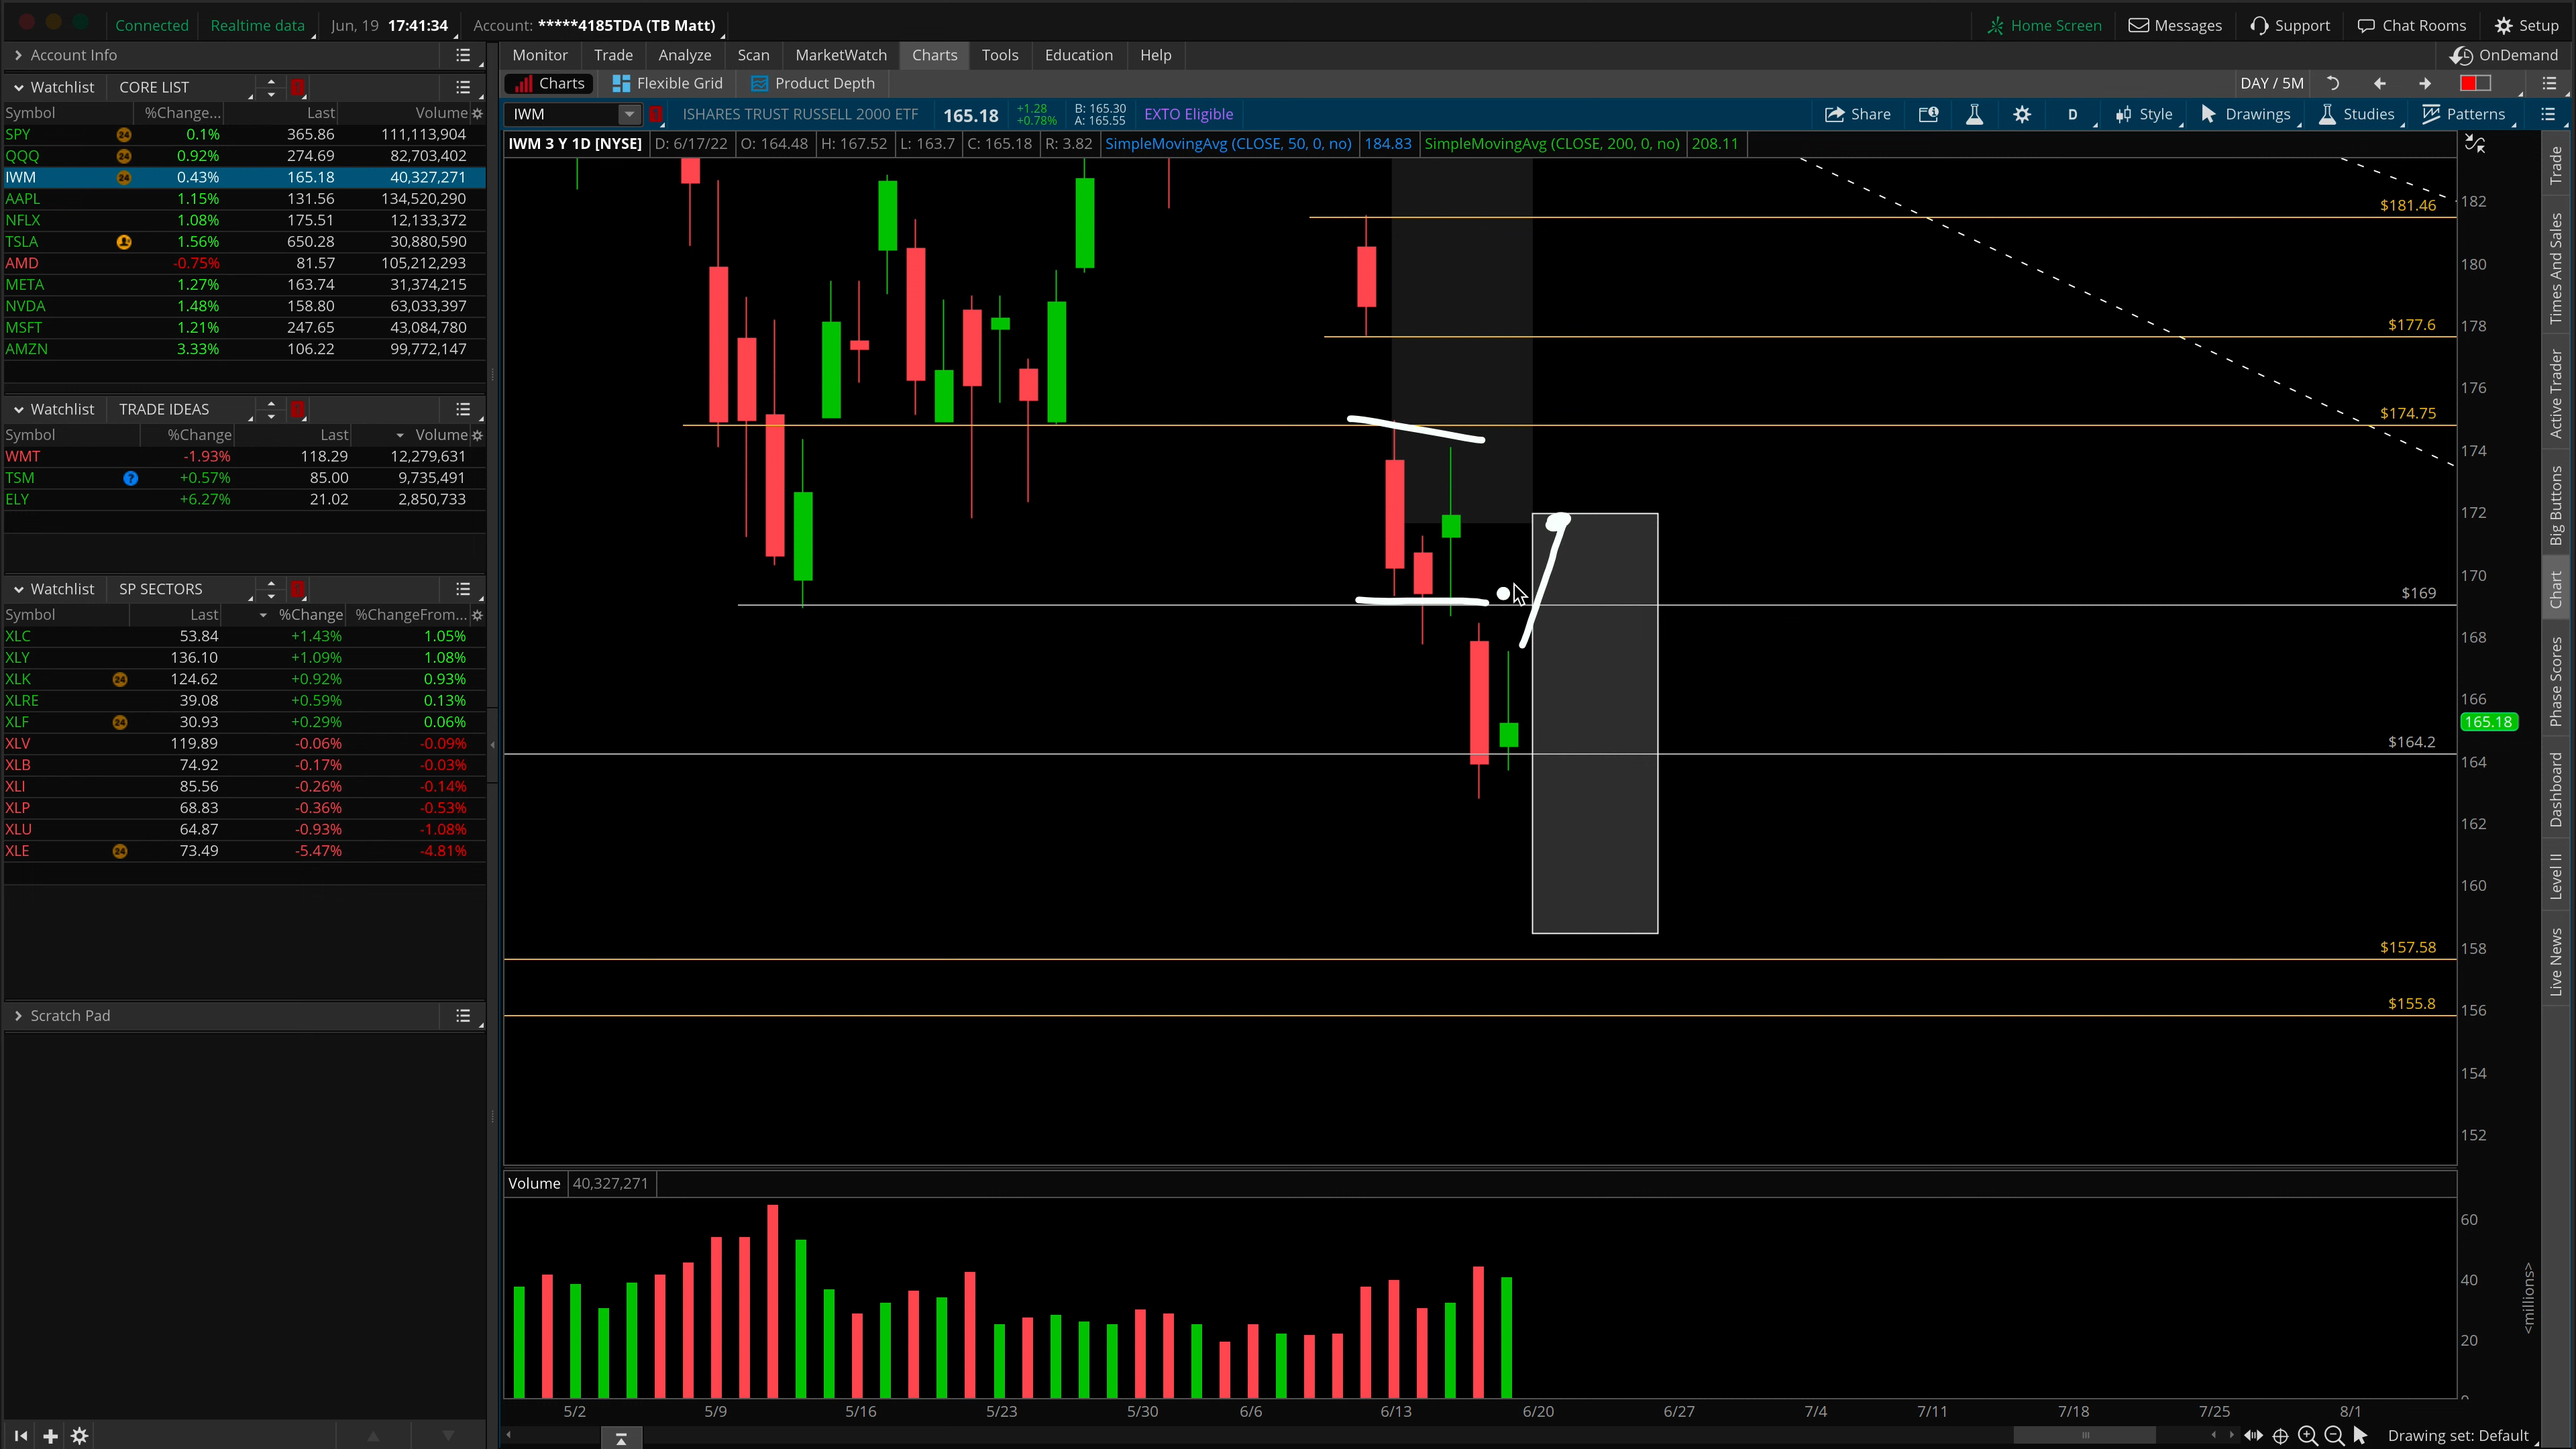 Connected Realtime data Jun, 19 17:41:34 Account: *****4185TDA (TB Matt) Home Screen Messages Support Chat Rooms Setup
Account Info
Monitor Trade Analyze Scan MarketWatch Charts Tools Education Help OnDemand
Charts Flexible Grid Product Depth DAY / 5M
IWM ISHARES TRUST RUSSELL 2000 ETF 165.18 +1.28 +0.78% B: 165.30 A: 165.55 EXTO Eligible Share D Style Drawings Studies Patterns
IWM 3 Y 1D [NYSE] D: 6/17/22 O: 164.48 H: 167.52 L: 163.7 C: 165.18 R: 3.82 SimpleMovingAvg (CLOSE, 50, 0, no) 184.83 SimpleMovingAvg (CLOSE, 200, 0, no) 208.11
Watchlist CORE LIST
Symbol %Change... Last Volume
SPY 24 0.1% 365.86 111,113,904
QQQ 24 0.92% 274.69 82,703,402
IWM 24 0.43% 165.18 40,327,271
AAPL 1.15% 131.56 134,520,290
NFLX 1.08% 175.51 12,133,372
TSLA 1.56% 650.28 30,880,590
AMD -0.75% 81.57 105,212,293
META 1.27% 163.74 31,374,215
NVDA 1.48% 158.80 63,033,397
MSFT 1.21% 247.65 43,084,780
AMZN 3.33% 106.22 99,772,147
Watchlist TRADE IDEAS
Symbol %Change Last Volume
WMT -1.93% 118.29 12,279,631
TSM ? +0.57% 85.00 9,735,491
ELY +6.27% 21.02 2,850,733
Watchlist SP SECTORS
Symbol Last %Change %ChangeFrom...
XLC 53.84 +1.43% 1.05%
XLY 136.10 +1.09% 1.08%
XLK 24 124.62 +0.92% 0.93%
XLRE 39.08 +0.59% 0.13%
XLF 24 30.93 +0.29% 0.06%
XLV 119.89 -0.06% -0.09%
XLB 74.92 -0.17% -0.03%
XLI 85.56 -0.26% -0.14%
XLP 68.83 -0.36% -0.53%
XLU 64.87 -0.93% -1.08%
XLE 24 73.49 -5.47% -4.81%
Scratch Pad
$181.46
$177.6
$174.75
$169
$164.2
$157.58
$155.8
182
180
178
176
174
172
170
168
166
165.18
164
162
160
158
156
154
152
Trade
Times And Sales
Active Trader
Big Buttons
Chart
Phase Scores
Dashboard
Level II
Live News
Volume 40,327,271
60
40
20
0
<millions>
5/2 5/9 5/16 5/23 5/30 6/6 6/13 6/20 6/27 7/4 7/11 7/18 7/25 8/1
Drawing set: Default